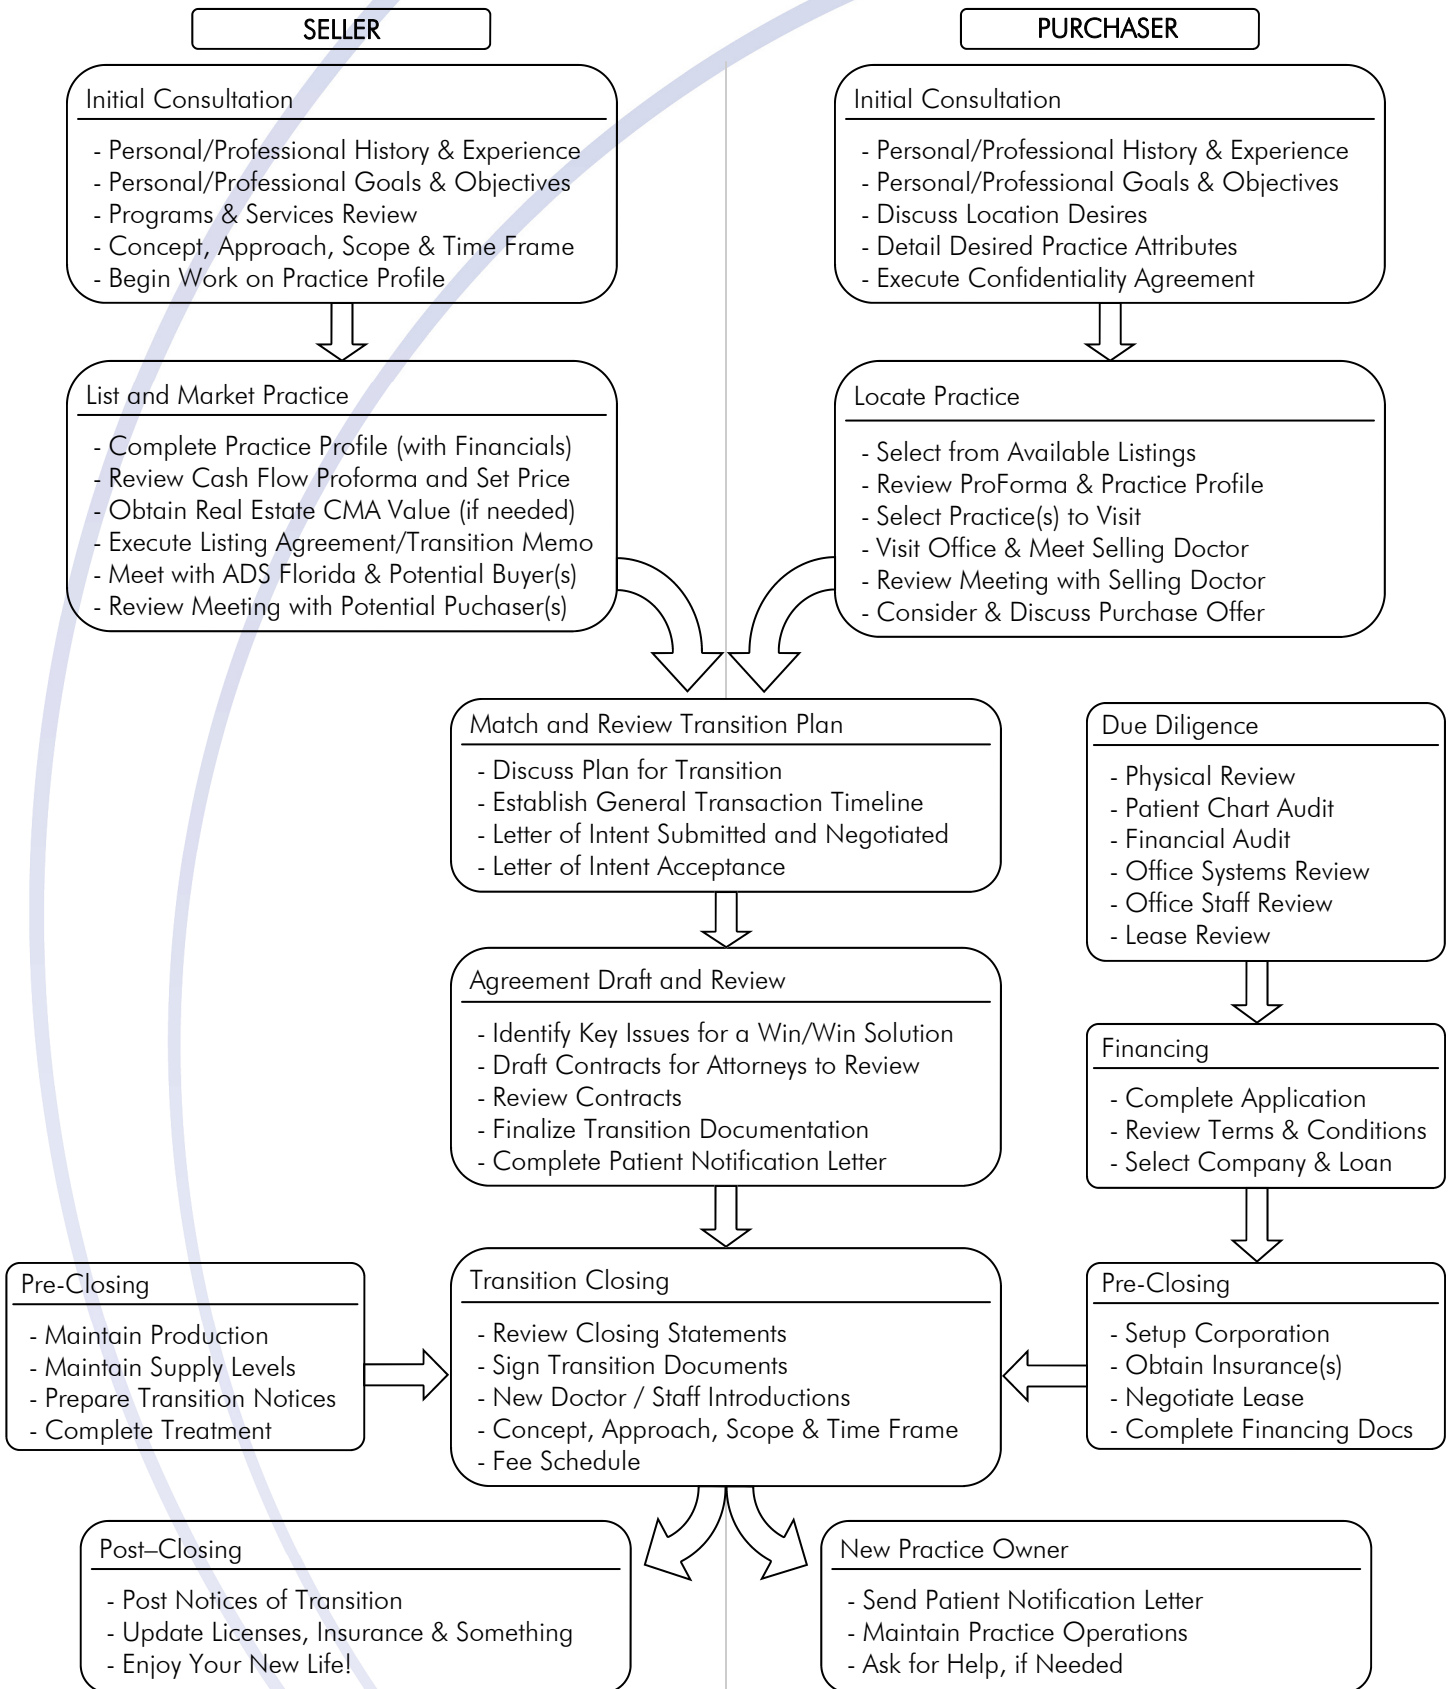 SELLER
Initial Consultation
- Personal/Professional History & Experience
- Personal/Professional Goals & Objectives
- Programs & Services Review
- Concept, Approach, Scope & Time Frame
- Begin Work on Practice Profile
List and Market Practice
- Complete Practice Profile (with Financials)
- Review Cash Flow Proforma and Set Price
- Obtain Real Estate CMA Value (if needed)
- Execute Listing Agreement/Transition Memo
- Meet with ADS Florida & Potential Buyer(s)
- Review Meeting with Potential Puchaser(s)
PURCHASER
Initial Consultation
- Personal/Professional History & Experience
- Personal/Professional Goals & Objectives
- Discuss Location Desires
- Detail Desired Practice Attributes
- Execute Confidentiality Agreement
Locate Practice
- Select from Available Listings
- Review ProForma & Practice Profile
- Select Practice(s) to Visit
- Visit Office & Meet Selling Doctor
- Review Meeting with Selling Doctor
- Consider & Discuss Purchase Offer
Match and Review Transition Plan
- Discuss Plan for Transition
- Establish General Transaction Timeline
- Letter of Intent Submitted and Negotiated
- Letter of Intent Acceptance
Agreement Draft and Review
- Identify Key Issues for a Win/Win Solution
- Draft Contracts for Attorneys to Review
- Review Contracts
- Finalize Transition Documentation
- Complete Patient Notification Letter
Due Diligence
- Physical Review
- Patient Chart Audit
- Financial Audit
- Office Systems Review
- Office Staff Review
- Lease Review
Financing
- Complete Application
- Review Terms & Conditions
- Select Company & Loan
Pre-Closing
- Maintain Production
- Maintain Supply Levels
- Prepare Transition Notices
- Complete Treatment
Transition Closing
- Review Closing Statements
- Sign Transition Documents
- New Doctor / Staff Introductions
- Concept, Approach, Scope & Time Frame
- Fee Schedule
Pre-Closing
- Setup Corporation
- Obtain Insurance(s)
- Negotiate Lease
- Complete Financing Docs
Post–Closing
- Post Notices of Transition
- Update Licenses, Insurance & Something
- Enjoy Your New Life!
New Practice Owner
- Send Patient Notification Letter
- Maintain Practice Operations
- Ask for Help, if Needed